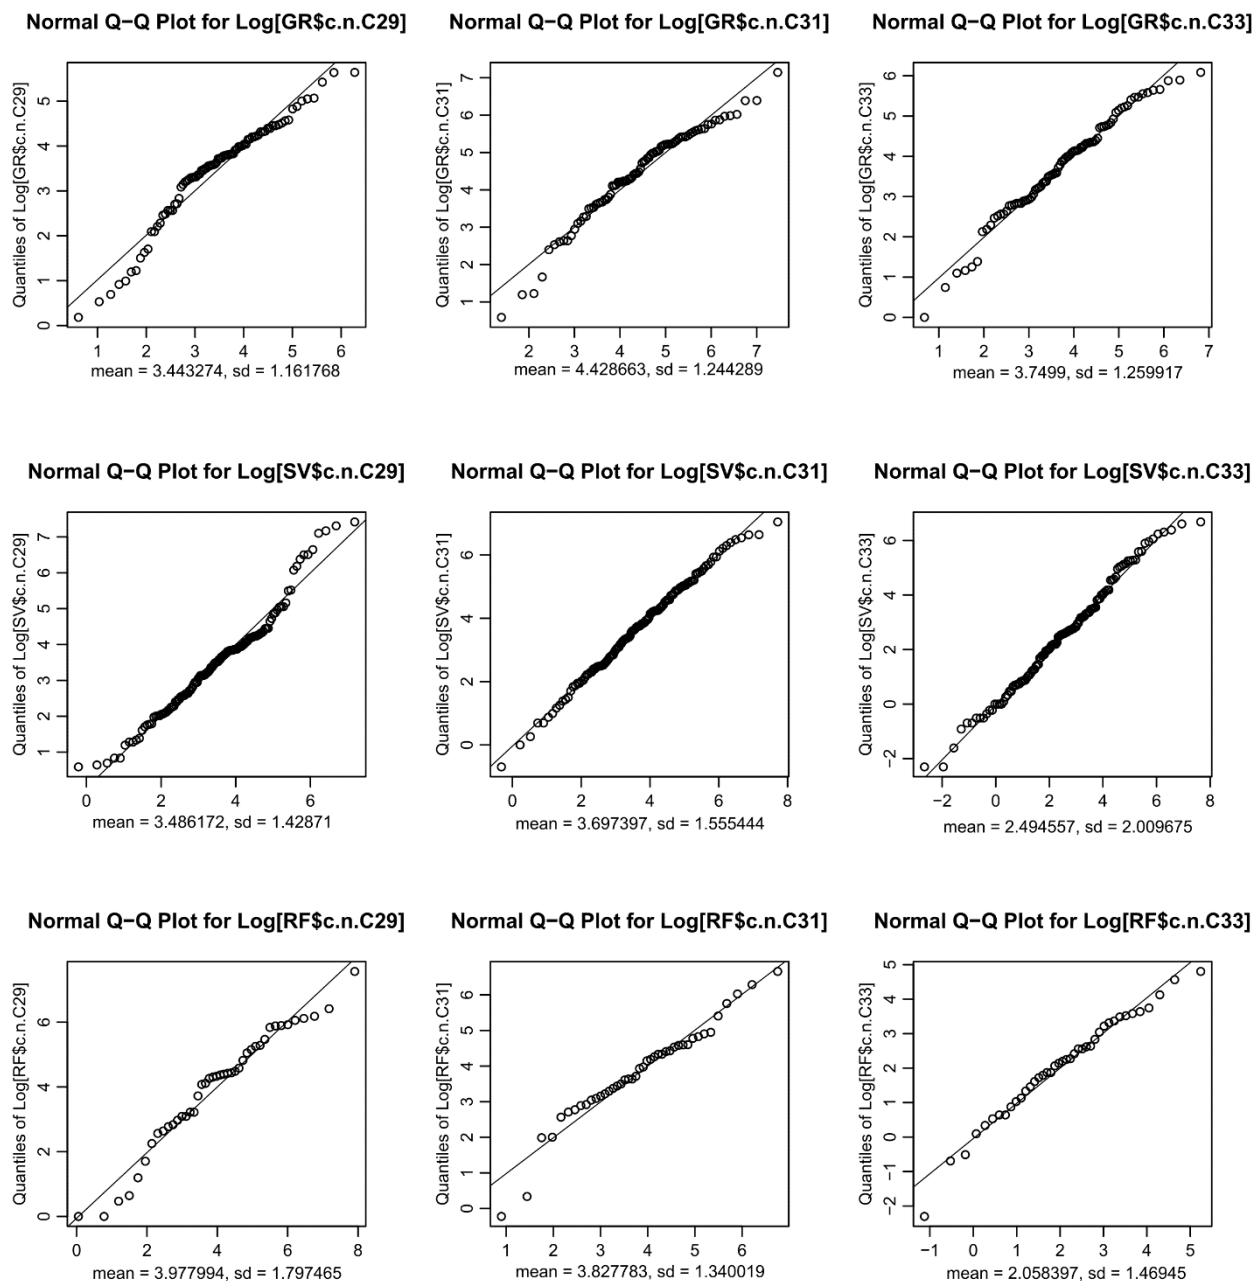 Normal Q−Q Plot for Log[GR$c.n.C29]
Quantiles of Log[GR$c.n.C29]
0 1 2 3 4 5
1 2 3 4 5 6
mean = 3.443274, sd = 1.161768
Normal Q−Q Plot for Log[GR$c.n.C31]
Quantiles of Log[GR$c.n.C31]
1 2 3 4 5 6 7
2 3 4 5 6 7
mean = 4.428663, sd = 1.244289
Normal Q−Q Plot for Log[GR$c.n.C33]
Quantiles of Log[GR$c.n.C33]
0 1 2 3 4 5 6
1 2 3 4 5 6 7
mean = 3.7499, sd = 1.259917
Normal Q−Q Plot for Log[SV$c.n.C29]
Quantiles of Log[SV$c.n.C29]
1 2 3 4 5 6 7
0 2 4 6
mean = 3.486172, sd = 1.42871
Normal Q−Q Plot for Log[SV$c.n.C31]
Quantiles of Log[SV$c.n.C31]
0 2 4 6
0 2 4 6 8
mean = 3.697397, sd = 1.555444
Normal Q−Q Plot for Log[SV$c.n.C33]
Quantiles of Log[SV$c.n.C33]
−2 0 2 4 6
−2 0 2 4 6 8
mean = 2.494557, sd = 2.009675
Normal Q−Q Plot for Log[RF$c.n.C29]
Quantiles of Log[RF$c.n.C29]
0 2 4 6
0 2 4 6 8
mean = 3.977994, sd = 1.797465
Normal Q−Q Plot for Log[RF$c.n.C31]
Quantiles of Log[RF$c.n.C31]
0 1 2 3 4 5 6
1 2 3 4 5 6
mean = 3.827783, sd = 1.340019
Normal Q−Q Plot for Log[RF$c.n.C33]
Quantiles of Log[RF$c.n.C33]
−2 −1 0 1 2 3 4 5
−1 0 1 2 3 4 5
mean = 2.058397, sd = 1.46945